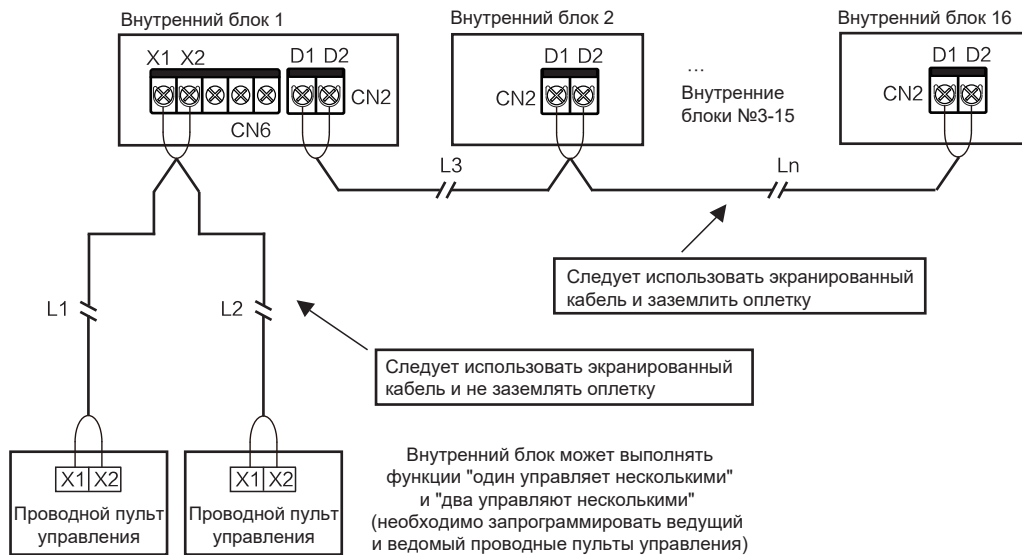 Внутренний блок 1
Внутренний блок 2
Внутренний блок 16
X1 X2
D1 D2
CN2
CN6
D1 D2
CN2
...
Внутренние
блоки №3-15
D1 D2
CN2
L3
Ln
Следует использовать экранированный
кабель и заземлить оплетку
L1
L2
Следует использовать экранированный
кабель и не заземлять оплетку
X1 X2
Проводной пульт
управления
X1 X2
Проводной пульт
управления
Внутренний блок может выполнять
функции "один управляет несколькими"
и "два управляют несколькими"
(необходимо запрограммировать ведущий
и ведомый проводные пульты управления)